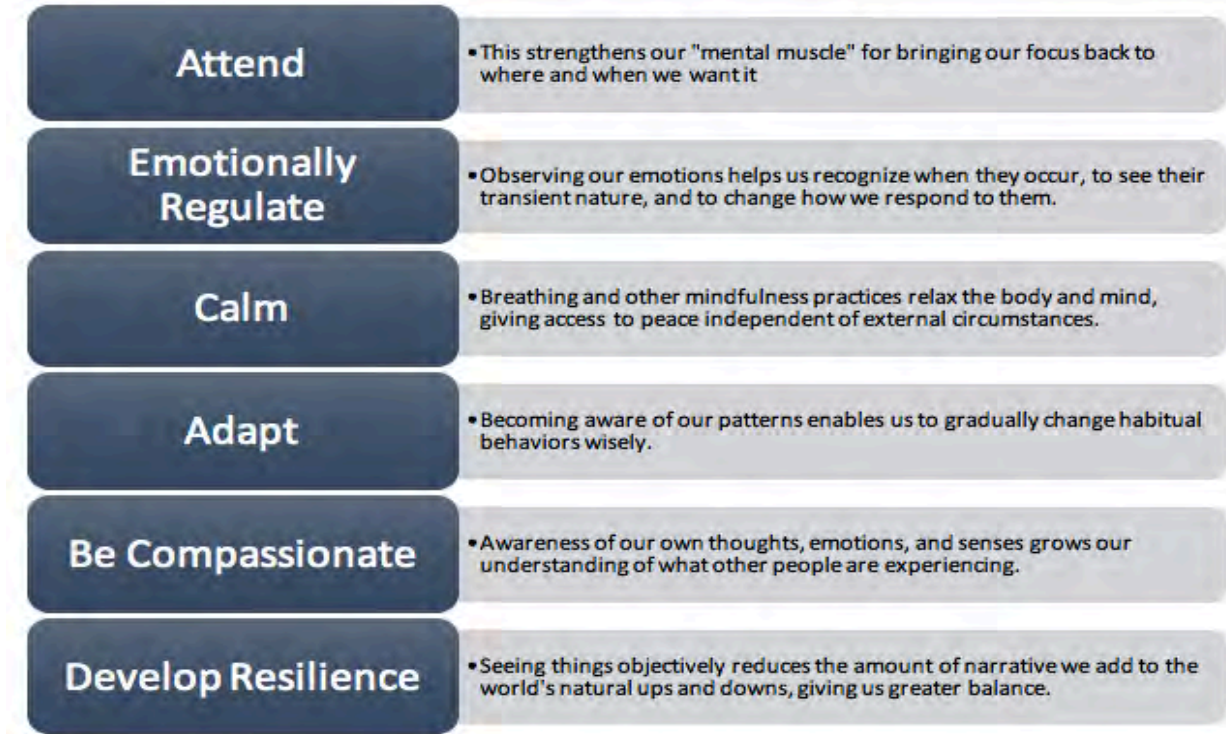 Attend
•This strengthens our "mental muscle" for bringing our focus back to
where and when we want it
Emotionally
Regulate
•Observing our emotions helps us recognize when they occur, to see their
transient nature, and to change how we respond to them.
Calm
•Breathing and other mindfulness practices relax the body and mind,
giving access to peace independent of external circumstances.
Adapt
•Becoming aware of our patterns enables us to gradually change habitual
behaviors wisely.
Be Compassionate
•Awareness of our own thoughts, emotions, and senses grows our
understanding of what other people are experiencing.
Develop Resilience
•Seeing things objectively reduces the amount of narrative we add to the
world's natural ups and downs, giving us greater balance.